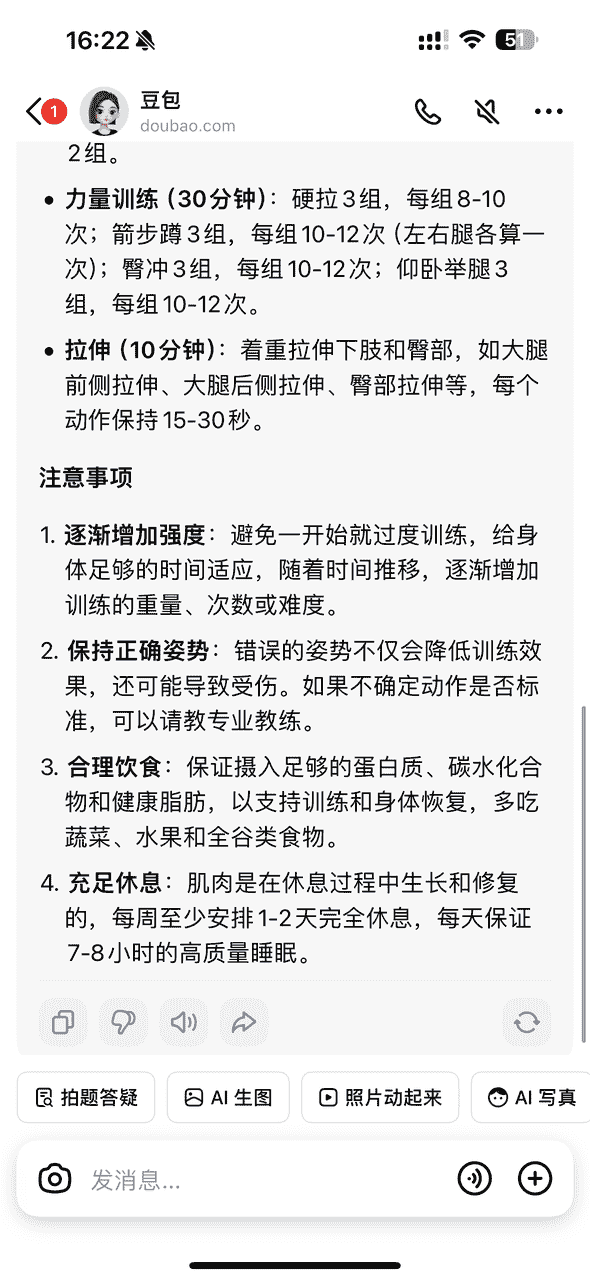 16:22
51
1
豆包
doubao.com
2组。
• 力量训练（30分钟）：硬拉3组，每组8-10
次；箭步蹲3组，每组10-12次（左右腿各算一
次）；臀冲3组，每组10-12次；仰卧举腿3
组，每组10-12次。
• 拉伸（10分钟）：着重拉伸下肢和臀部，如大腿
前侧拉伸、大腿后侧拉伸、臀部拉伸等，每个
动作保持15-30秒。
注意事项
1. 逐渐增加强度：避免一开始就过度训练，给身
体足够的时间适应，随着时间推移，逐渐增加
训练的重量、次数或难度。
2. 保持正确姿势：错误的姿势不仅会降低训练效
果，还可能导致受伤。如果不确定动作是否标
准，可以请教专业教练。
3. 合理饮食：保证摄入足够的蛋白质、碳水化合
物和健康脂肪，以支持训练和身体恢复，多吃
蔬菜、水果和全谷类食物。
4. 充足休息：肌肉是在休息过程中生长和修复
的，每周至少安排1-2天完全休息，每天保证
7-8小时的高质量睡眠。
拍题答疑
AI 生图
照片动起来
AI 写真
发消息...